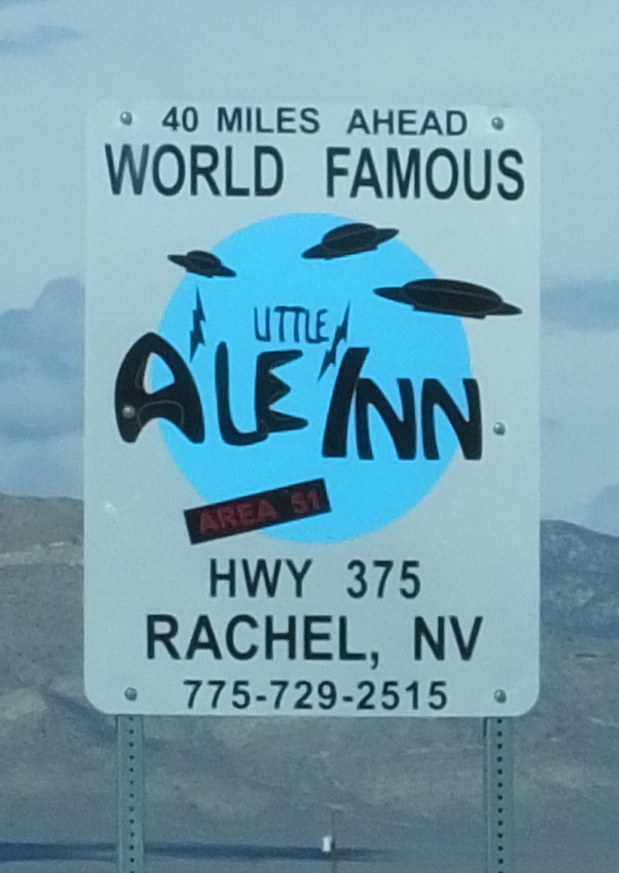 40 MILES AHEAD
WORLD FAMOUS
LITTLE
A'LE'INN
AREA '51
HWY 375
RACHEL, NV
775-729-2515